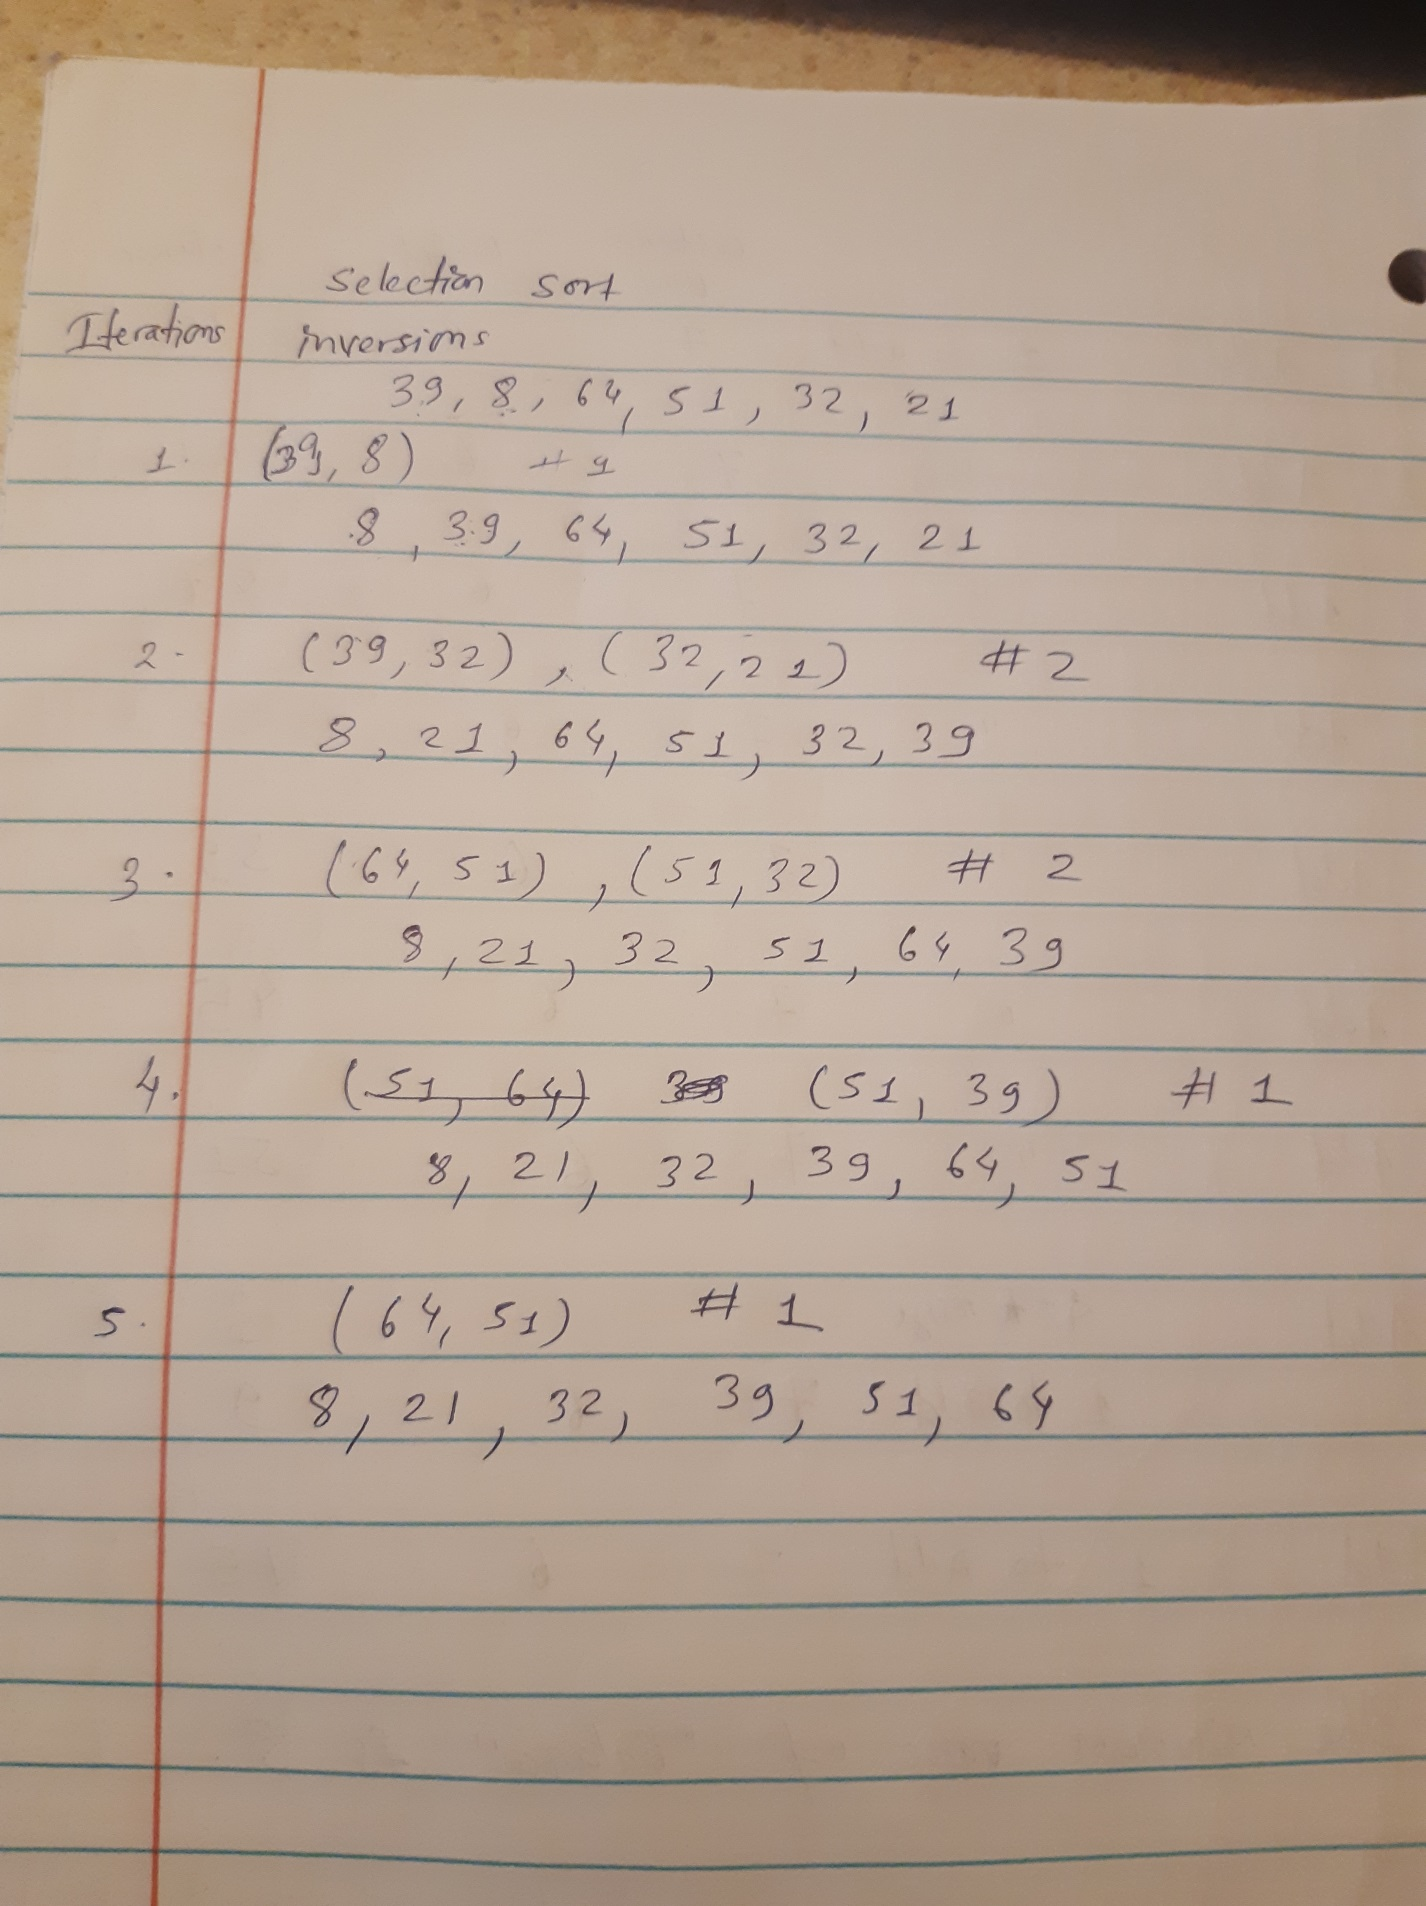 Selection sort
Iterations inversions
39, 8, 64, 51, 32, 21
1. (39, 8) # 1
8, 39, 64, 51, 32, 21
2. (39, 32), (32, 21) # 2
8, 21, 64, 51, 32, 39
3. (64, 51), (51, 32) # 2
8, 21, 32, 51, 64, 39
4. (51, 64) (51, 39) # 1
8, 21, 32, 39, 64, 51
5. (64, 51) # 1
8, 21, 32, 39, 51, 64